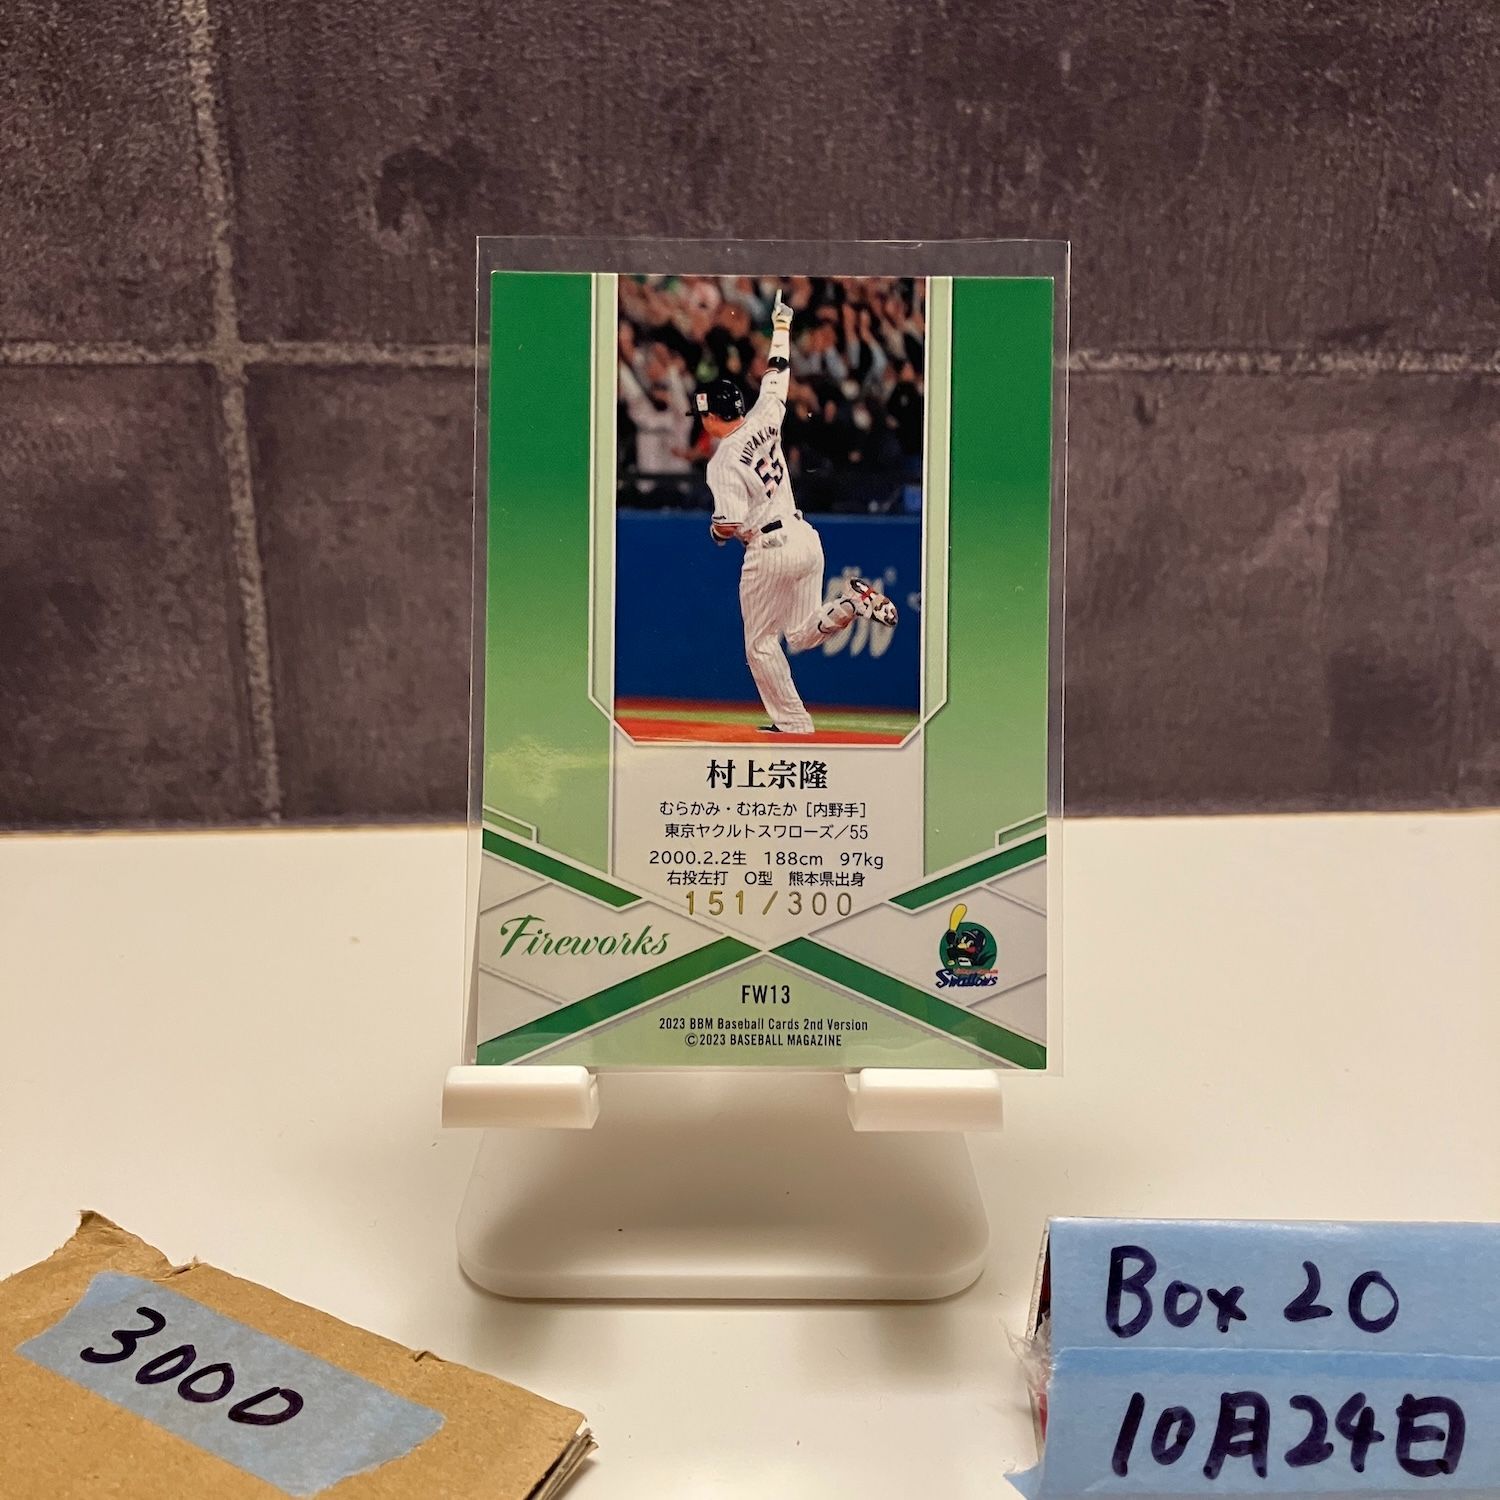 MURAKAMI
55
村上宗隆
むらかみ・むねたか［内野手］
東京ヤクルトスワローズ／55
2000.2.2生 188cm 97kg
右投左打 O型 熊本県出身
151/300
Fireworks
Swallows
FW13
2023 BBM Baseball Cards 2nd Version
©2023 BASEBALL MAGAZINE
3000
Box 20
10月24日